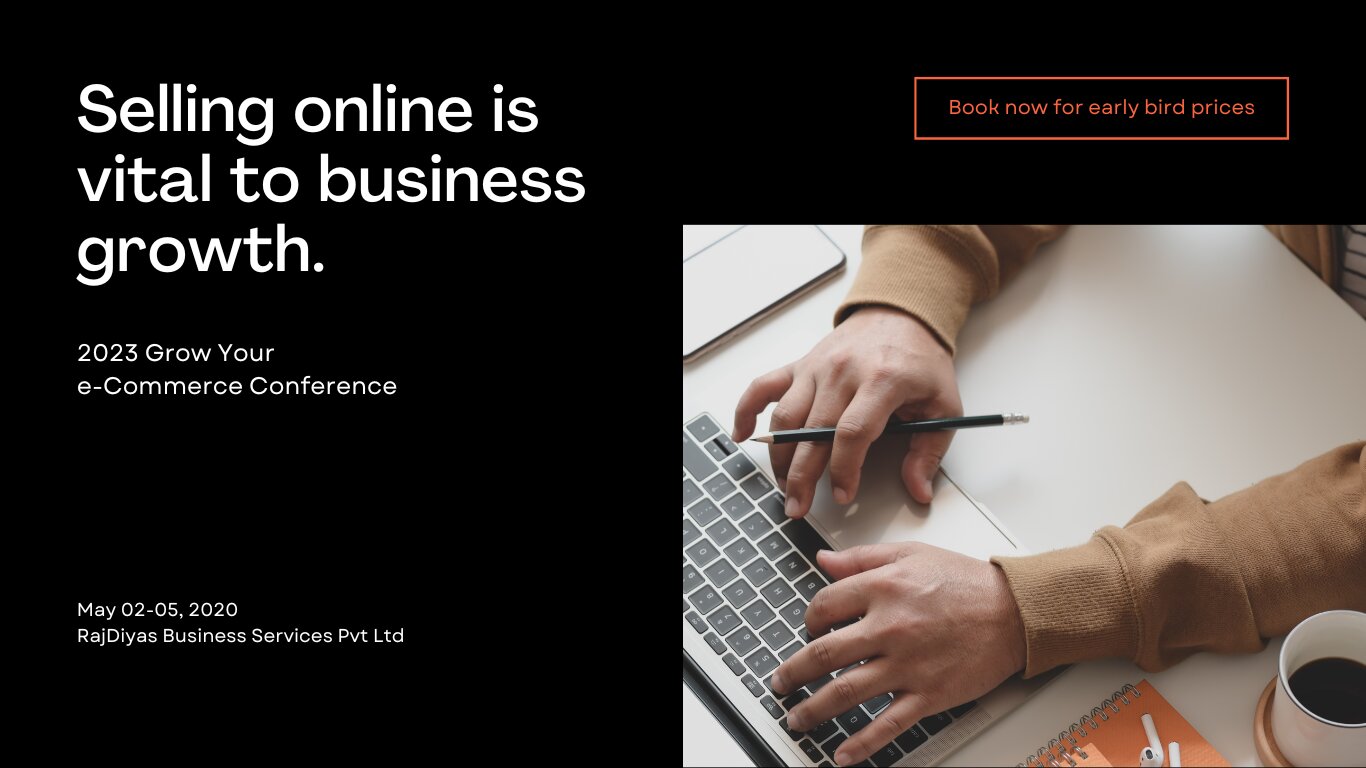 Selling online is
vital to business
growth.
Book now for early bird prices
2023 Grow Your
e-Commerce Conference
May 02-05, 2020
RajDiyas Business Services Pvt Ltd